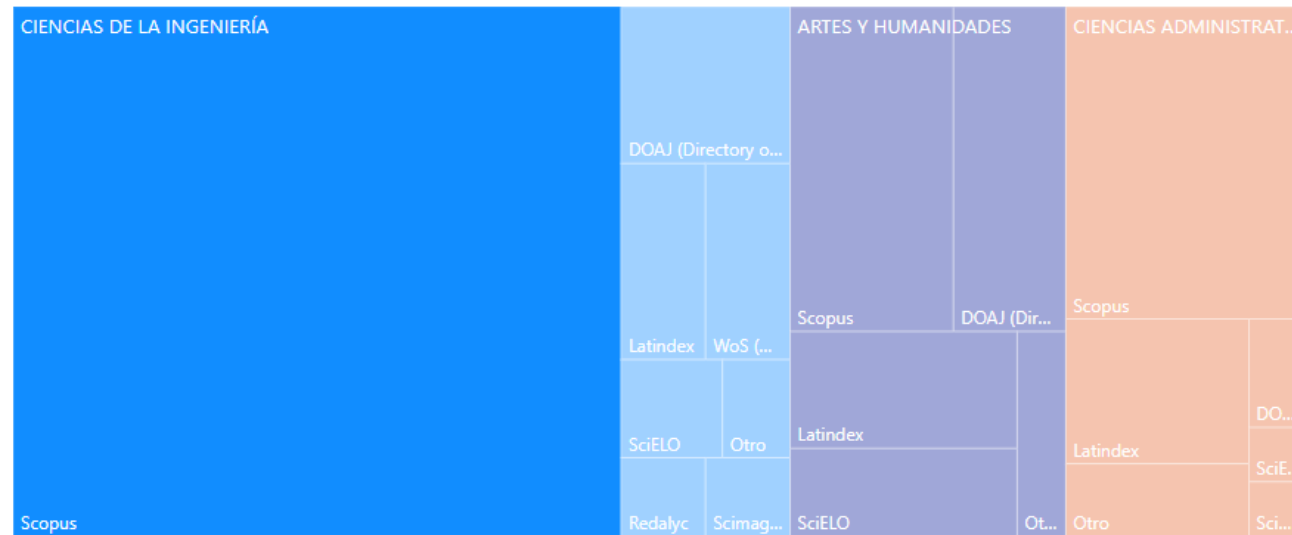 CIENCIAS DE LA INGENIERÍA
Scopus
DOAJ (Directory o...
Latindex
WoS (...
SciELO
Otro
Redalyc
Scimag...
ARTES Y HUMANIDADES
Scopus
DOAJ (Dir...
Latindex
SciELO
Ot...
CIENCIAS ADMINISTRAT...
Scopus
Latindex
DO...
SciE...
Otro
Sci...